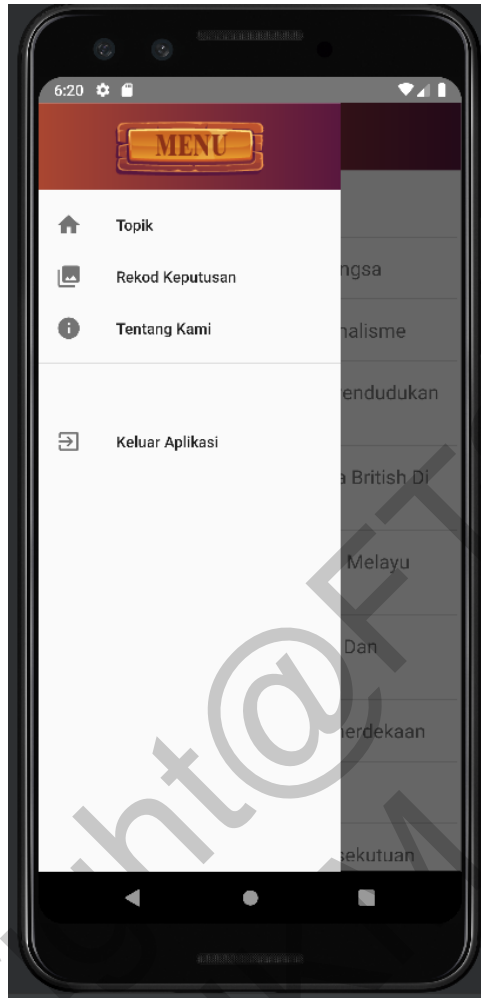 6:20
MENU
Topik
Rekod Keputusan
Tentang Kami
Keluar Aplikasi
ngsa
nalisme
endudukan
British Di
Melayu
Dan
erdekaan
sekutuan